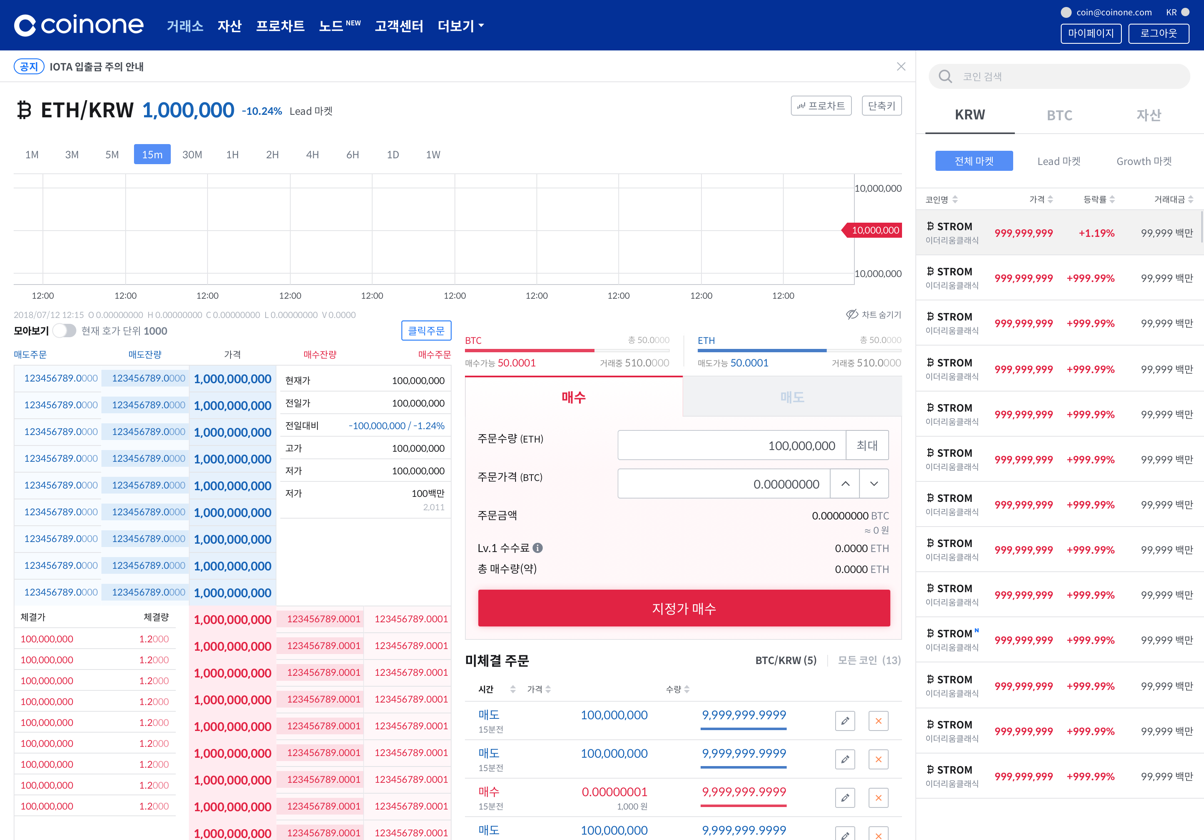 coinone 거래소 자산 프로차트 노드 NEW 고객센터 더보기
coin@coinone.com KR
마이페이지 로그아웃
공지 IOTA 입출금 주의 안내
ETH/KRW 1,000,000 -10.24% Lead 마켓
프로차트 단축키
1M 3M 5M 15m 30M 1H 2H 4H 6H 1D 1W
10,000,000
10,000,000
10,000,000
12:00 12:00 12:00 12:00 12:00 12:00 12:00 12:00 12:00 12:00
2018/07/12 12:15 O 0.00000000 H 0.00000000 C 0.00000000 L 0.00000000 V 0.0000
차트 숨기기
모아보기 현재 호가 단위 1000
클릭주문
매도주문 매도잔량 가격 매수잔량 매수주문
123456789.0000 123456789.0000 1,000,000,000
123456789.0000 123456789.0000 1,000,000,000
123456789.0000 123456789.0000 1,000,000,000
123456789.0000 123456789.0000 1,000,000,000
123456789.0000 123456789.0000 1,000,000,000
123456789.0000 123456789.0000 1,000,000,000
123456789.0000 123456789.0000 1,000,000,000
123456789.0000 123456789.0000 1,000,000,000
123456789.0000 123456789.0000 1,000,000,000
현재가 100,000,000
전일가 100,000,000
전일대비 -100,000,000 / -1.24%
고가 100,000,000
저가 100,000,000
저가 100백만
2,011
체결가 체결량
100,000,000 1.2000
100,000,000 1.2000
100,000,000 1.2000
100,000,000 1.2000
100,000,000 1.2000
100,000,000 1.2000
100,000,000 1.2000
100,000,000 1.2000
100,000,000 1.2000
1,000,000,000 123456789.0001 123456789.0001
1,000,000,000 123456789.0001 123456789.0001
1,000,000,000 123456789.0001 123456789.0001
1,000,000,000 123456789.0001 123456789.0001
1,000,000,000 123456789.0001 123456789.0001
1,000,000,000 123456789.0001 123456789.0001
1,000,000,000 123456789.0001 123456789.0001
1,000,000,000 123456789.0001 123456789.0001
1,000,000,000 123456789.0001 123456789.0001
BTC 총 50.0000
매수가능 50.0001 거래중 510.0000
ETH 총 50.0000
매도가능 50.0001 거래중 510.0000
매수 매도
주문수량 (ETH) 100,000,000 최대
주문가격 (BTC) 0.00000000
주문금액 0.00000000 BTC
≈ 0 원
Lv.1 수수료 0.0000 ETH
총 매수량(약) 0.0000 ETH
지정가 매수
미체결 주문 BTC/KRW (5) 모든 코인 (13)
시간 가격 수량
매도 100,000,000 9,999,999.9999
15분전
매도 100,000,000 9,999,999.9999
15분전
매수 0.00000001 9,999,999.9999
15분전 1,000 원
매도 100,000,000 9,999,999.9999
코인 검색
KRW BTC 자산
전체 마켓 Lead 마켓 Growth 마켓
코인명 가격 등락률 거래대금
STROM 999,999,999 +1.19% 99,999 백만
이더리움클래식
STROM 999,999,999 +999.99% 99,999 백만
이더리움클래식
STROM 999,999,999 +999.99% 99,999 백만
이더리움클래식
STROM 999,999,999 +999.99% 99,999 백만
이더리움클래식
STROM 999,999,999 +999.99% 99,999 백만
이더리움클래식
STROM 999,999,999 +999.99% 99,999 백만
이더리움클래식
STROM 999,999,999 +999.99% 99,999 백만
이더리움클래식
STROM 999,999,999 +999.99% 99,999 백만
이더리움클래식
STROM 999,999,999 +999.99% 99,999 백만
이더리움클래식
STROM N 999,999,999 +999.99% 99,999 백만
이더리움클래식
STROM 999,999,999 +999.99% 99,999 백만
이더리움클래식
STROM 999,999,999 +999.99% 99,999 백만
이더리움클래식
STROM 999,999,999 +999.99% 99,999 백만
이더리움클래식